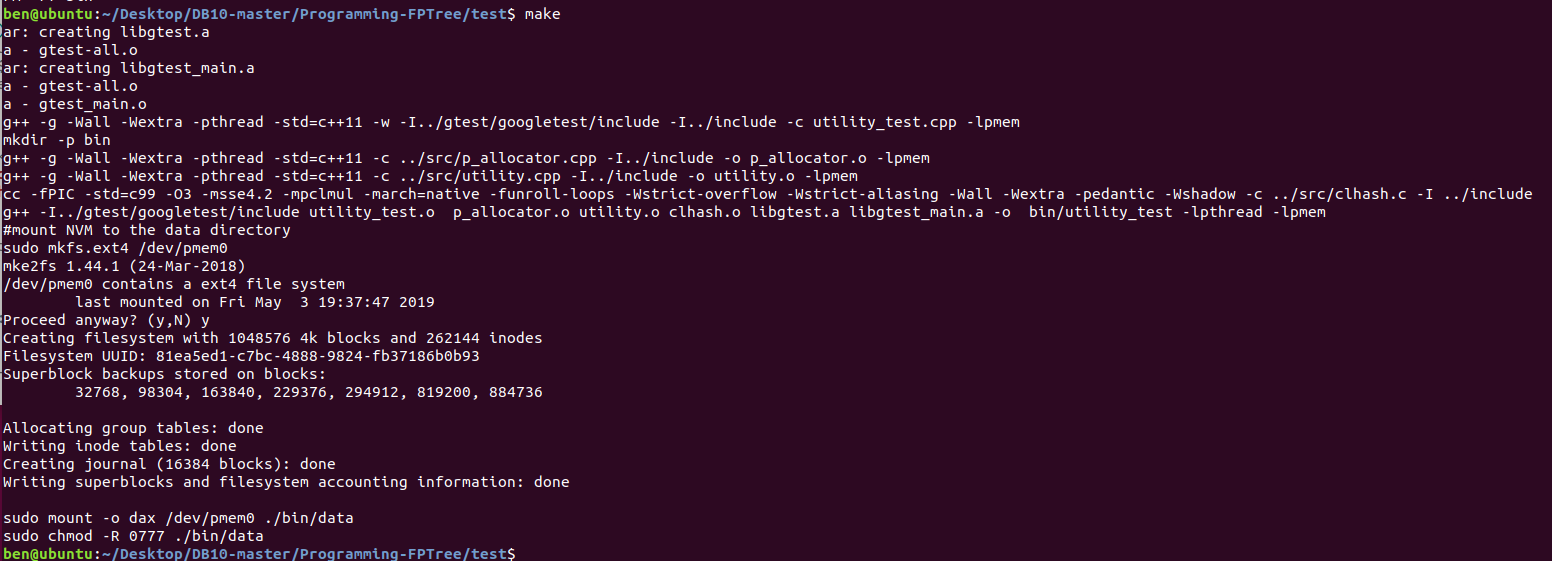 ben@ubuntu:~/Desktop/DB10-master/Programming-FPTree/test$ make
ar: creating libgtest.a
a - gtest-all.o
ar: creating libgtest_main.a
a - gtest-all.o
a - gtest_main.o
g++ -g -Wall -Wextra -pthread -std=c++11 -w -I../gtest/googletest/include -I../include -c utility_test.cpp -lpmem
mkdir -p bin
g++ -g -Wall -Wextra -pthread -std=c++11 -c ../src/p_allocator.cpp -I../include -o p_allocator.o -lpmem
g++ -g -Wall -Wextra -pthread -std=c++11 -c ../src/utility.cpp -I../include -o utility.o -lpmem
cc -fPIC -std=c99 -O3 -msse4.2 -mpclmul -march=native -funroll-loops -Wstrict-overflow -Wstrict-aliasing -Wall -Wextra -pedantic -Wshadow -c ../src/clhash.c -I ../include
g++ -I../gtest/googletest/include utility_test.o  p_allocator.o utility.o clhash.o libgtest.a libgtest_main.a -o  bin/utility_test -lpthread -lpmem
#mount NVM to the data directory
sudo mkfs.ext4 /dev/pmem0
mke2fs 1.44.1 (24-Mar-2018)
/dev/pmem0 contains a ext4 file system
        last mounted on Fri May  3 19:37:47 2019
Proceed anyway? (y,N) y
Creating filesystem with 1048576 4k blocks and 262144 inodes
Filesystem UUID: 81ea5ed1-c7bc-4888-9824-fb37186b0b93
Superblock backups stored on blocks:
        32768, 98304, 163840, 229376, 294912, 819200, 884736
Allocating group tables: done
Writing inode tables: done
Creating journal (16384 blocks): done
Writing superblocks and filesystem accounting information: done
sudo mount -o dax /dev/pmem0 ./bin/data
sudo chmod -R 0777 ./bin/data
ben@ubuntu:~/Desktop/DB10-master/Programming-FPTree/test$